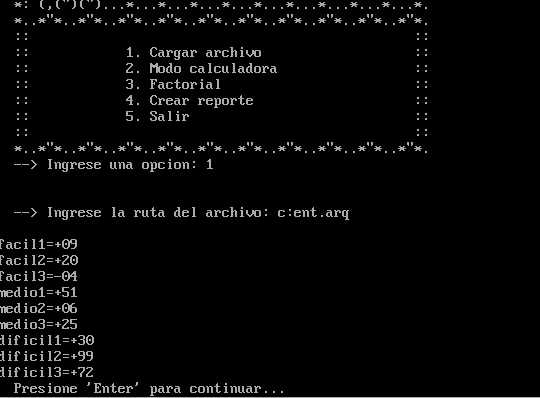 *: (,(")(")...*...*...*...*...*...*...*...*...*.
*..*"*..*"*..*"*..*"*..*"*..*"*..*"*..*"*..*"*.
:: ::
:: 1. Cargar archivo ::
:: 2. Modo calculadora ::
:: 3. Factorial ::
:: 4. Crear reporte ::
:: 5. Salir ::
:: ::
*..*"*..*"*..*"*..*"*..*"*..*"*..*"*..*"*..*"*.
--> Ingrese una opcion: 1
--> Ingrese la ruta del archivo: c:ent.arq
facil1=+09
facil2=+20
facil3=-04
medio1=+51
medio2=+06
medio3=+25
dificil1=+30
dificil2=+99
dificil3=+72
Presione 'Enter' para continuar...